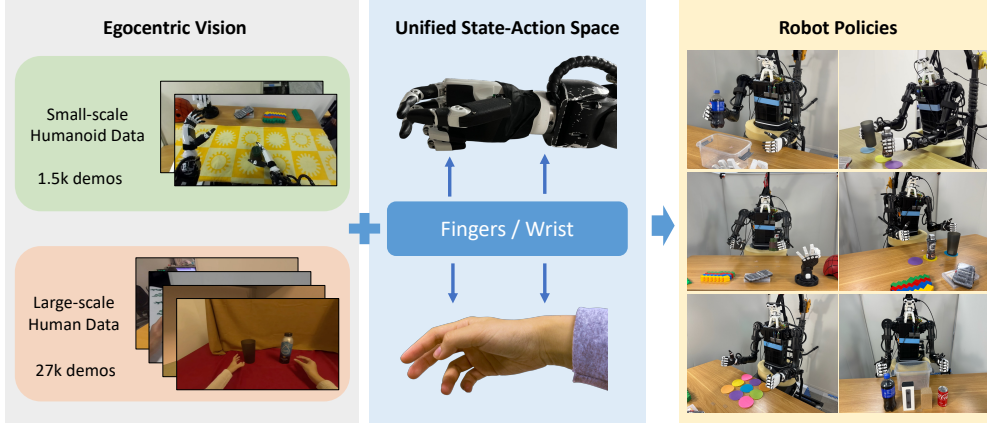 Egocentric Vision
Small-scale
Humanoid Data
1.5k demos
Large-scale
Human Data
27k demos
Unified State-Action Space
Fingers / Wrist
Robot Policies